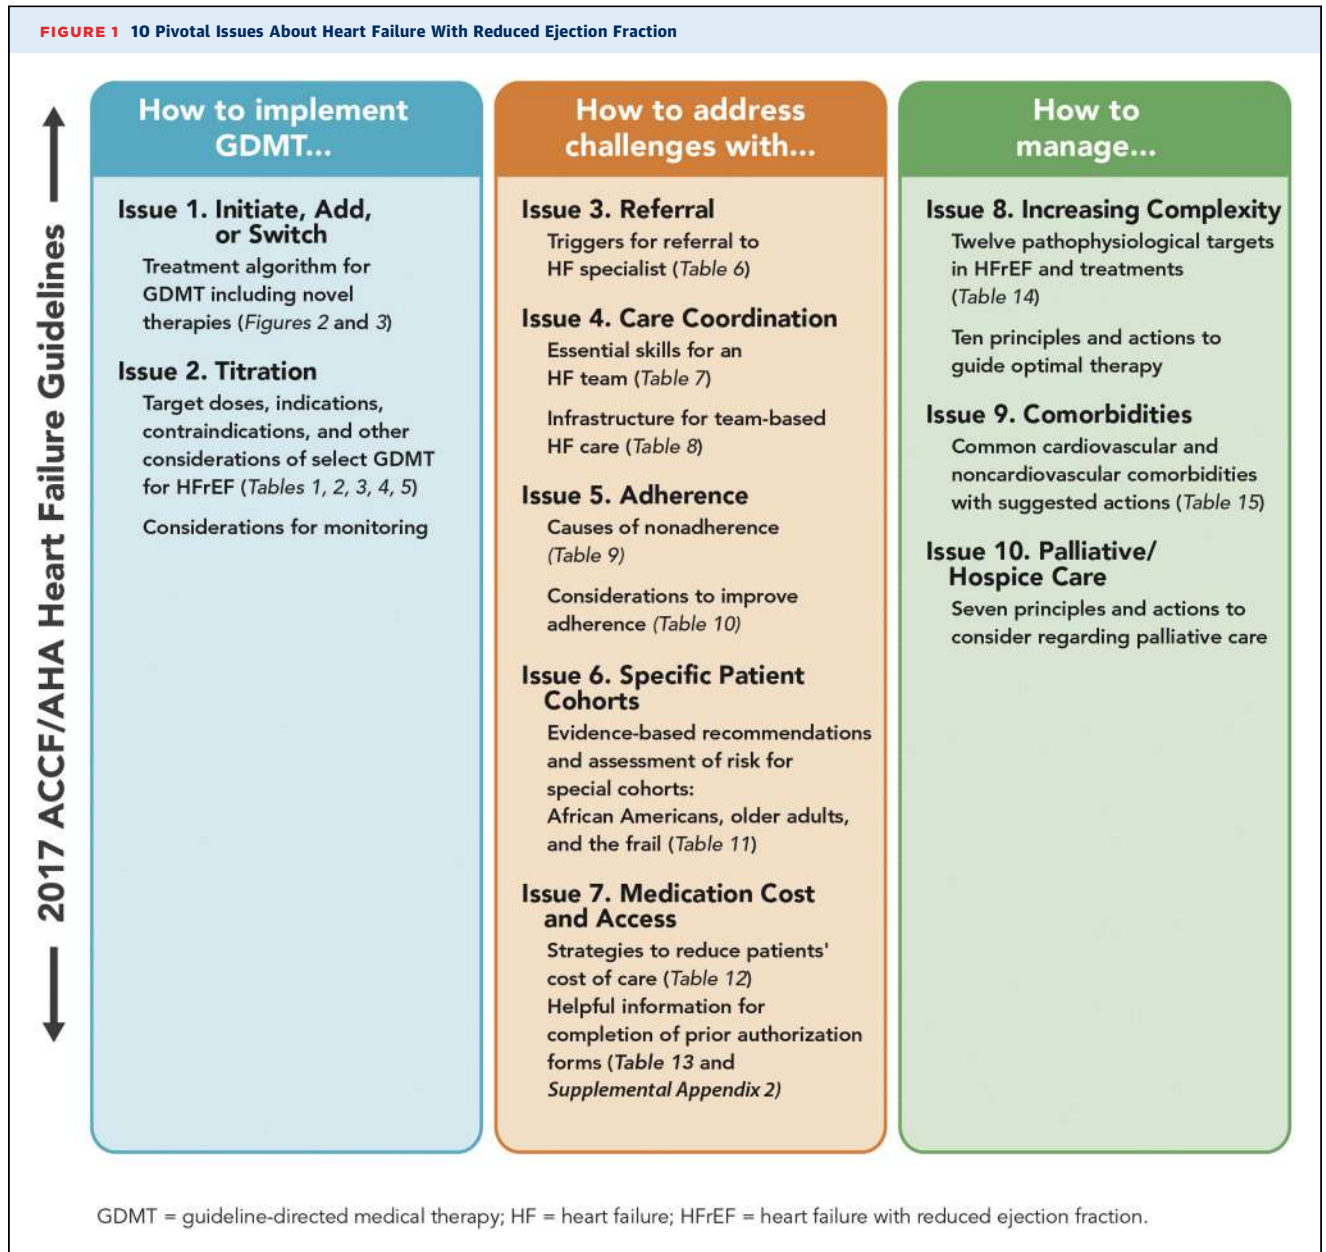 FIGURE 1 10 Pivotal Issues About Heart Failure With Reduced Ejection Fraction
2017 ACCF/AHA Heart Failure Guidelines
How to implement
GDMT...
Issue 1. Initiate, Add,
or Switch
Treatment algorithm for
GDMT including novel
therapies (Figures 2 and 3)
Issue 2. Titration
Target doses, indications,
contraindications, and other
considerations of select GDMT
for HFrEF (Tables 1, 2, 3, 4, 5)
Considerations for monitoring
How to address
challenges with...
Issue 3. Referral
Triggers for referral to
HF specialist (Table 6)
Issue 4. Care Coordination
Essential skills for an
HF team (Table 7)
Infrastructure for team-based
HF care (Table 8)
Issue 5. Adherence
Causes of nonadherence
(Table 9)
Considerations to improve
adherence (Table 10)
Issue 6. Specific Patient
Cohorts
Evidence-based recommendations
and assessment of risk for
special cohorts:
African Americans, older adults,
and the frail (Table 11)
Issue 7. Medication Cost
and Access
Strategies to reduce patients'
cost of care (Table 12)
Helpful information for
completion of prior authorization
forms (Table 13 and
Supplemental Appendix 2)
How to
manage...
Issue 8. Increasing Complexity
Twelve pathophysiological targets
in HFrEF and treatments
(Table 14)
Ten principles and actions to
guide optimal therapy
Issue 9. Comorbidities
Common cardiovascular and
noncardiovascular comorbidities
with suggested actions (Table 15)
Issue 10. Palliative/
Hospice Care
Seven principles and actions to
consider regarding palliative care
GDMT = guideline-directed medical therapy; HF = heart failure; HFrEF = heart failure with reduced ejection fraction.